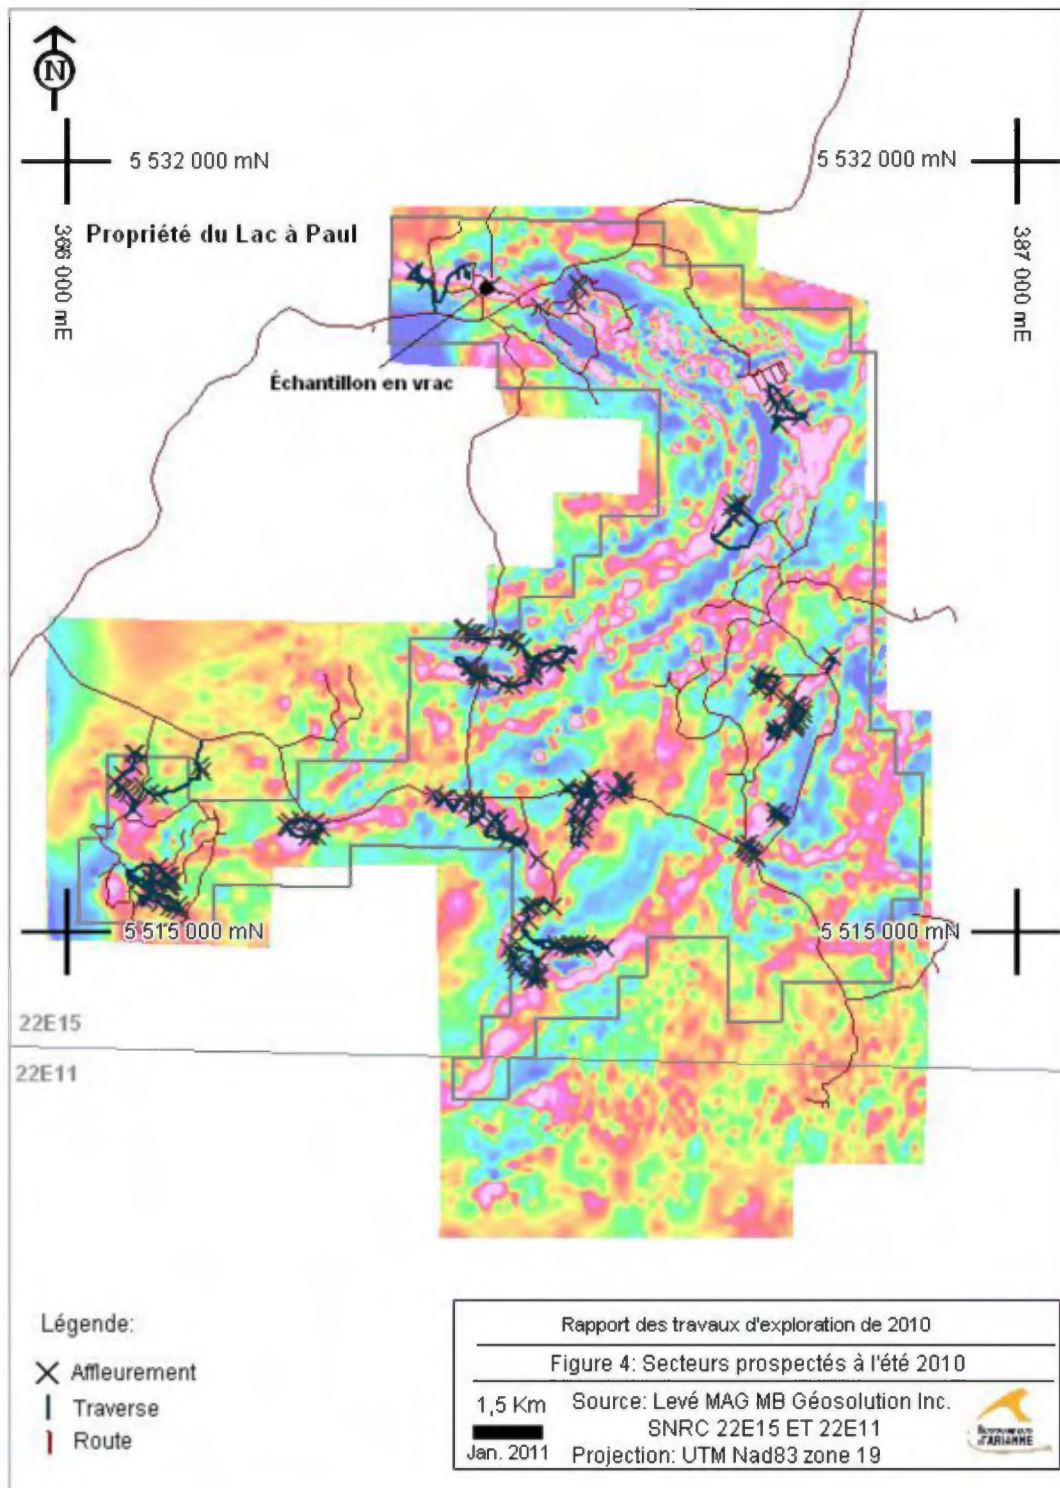 N
5 532 000 mN
5 532 000 mN
Propriété du Lac à Paul
366 000 mE
387 000 mE
Échantillon en vrac
5 515 000 mN
5 515 000 mN
22E15
22E11
Légende:
Affleurement
Traverse
Route
Rapport des travaux d'exploration de 2010
Figure 4: Secteurs prospectés à l'été 2010
1,5 Km
Source: Levé MAG MB Géosolution Inc.
SNRC 22E15 ET 22E11
Jan. 2011
Projection: UTM Nad83 zone 19
d'ARIANNE